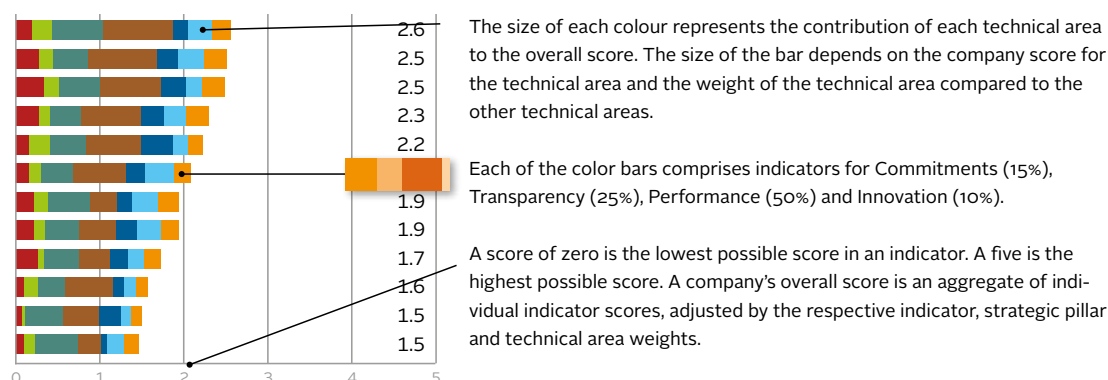 2.6
2.5
2.5
2.3
2.2
1.9
1.9
1.7
1.6
1.5
1.5
0 1 2 3 4 5
The size of each colour represents the contribution of each technical area
to the overall score. The size of the bar depends on the company score for
the technical area and the weight of the technical area compared to the
other technical areas.
Each of the color bars comprises indicators for Commitments (15%),
Transparency (25%), Performance (50%) and Innovation (10%).
A score of zero is the lowest possible score in an indicator. A five is the
highest possible score. A company's overall score is an aggregate of indi-
vidual indicator scores, adjusted by the respective indicator, strategic pillar
and technical area weights.